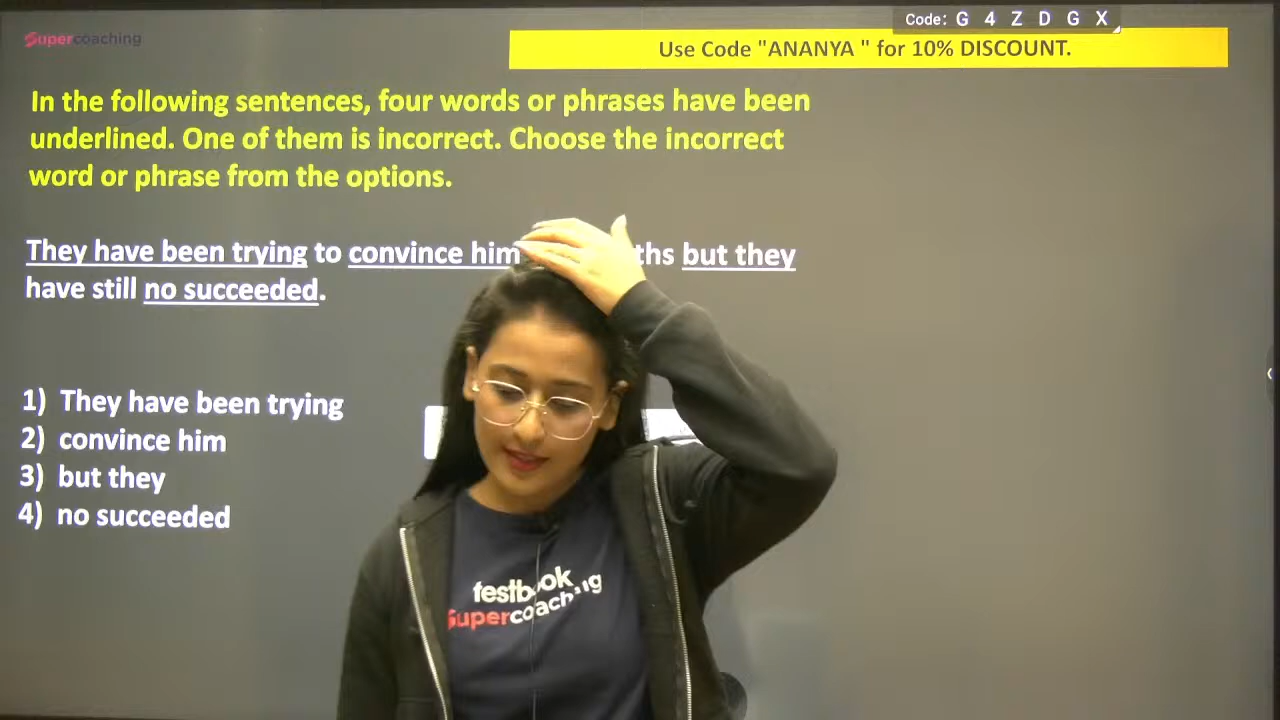 Code: G 4 Z D G X
Supercoaching
Use Code "ANANYA " for 10% DISCOUNT.
In the following sentences, four words or phrases have been
underlined. One of them is incorrect. Choose the incorrect
word or phrase from the options.
They have been trying to convince him but they
have still no succeeded.
1) They have been trying
2) convince him
3) but they
4) no succeeded
testbook
Supercoaching